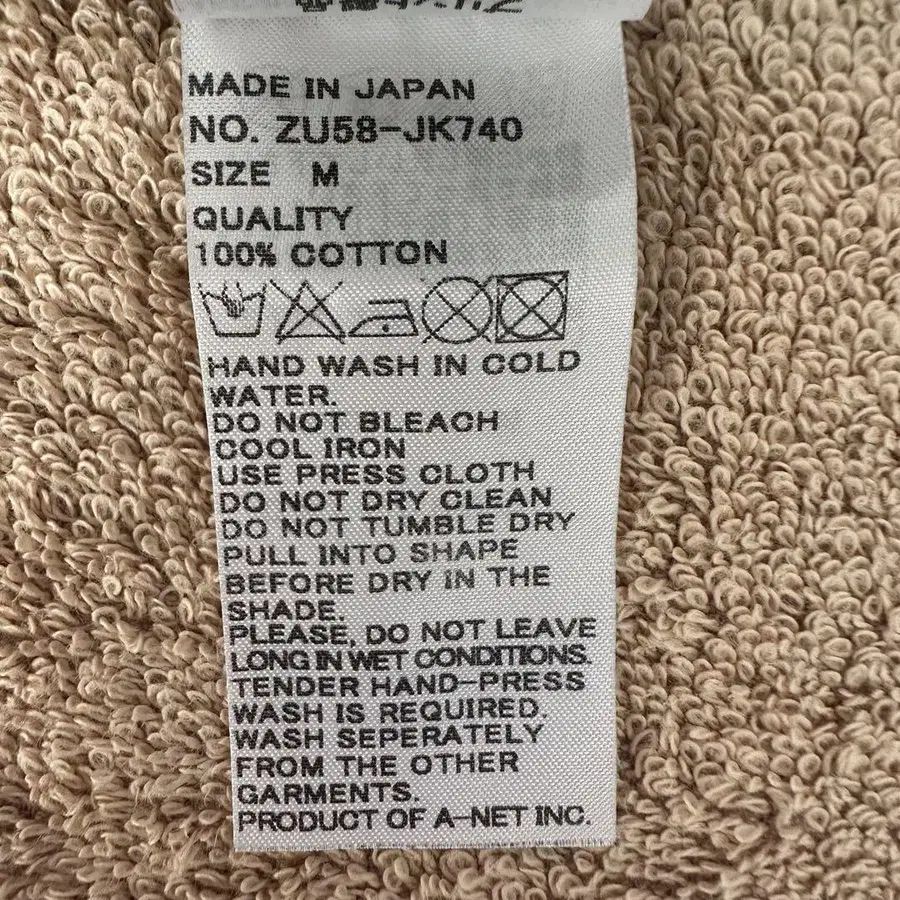 MADE IN JAPAN
NO. ZU58-JK740
SIZE M
QUALITY
100% COTTON
HAND WASH IN COLD
WATER.
DO NOT BLEACH
COOL IRON
USE PRESS CLOTH
DO NOT DRY CLEAN
DO NOT TUMBLE DRY
PULL INTO SHAPE
BEFORE DRY IN THE
SHADE.
PLEASE, DO NOT LEAVE
LONG IN WET CONDITIONS.
TENDER HAND-PRESS
WASH IS REQUIRED.
WASH SEPERATELY
FROM THE OTHER
GARMENTS.
PRODUCT OF A-NET INC.